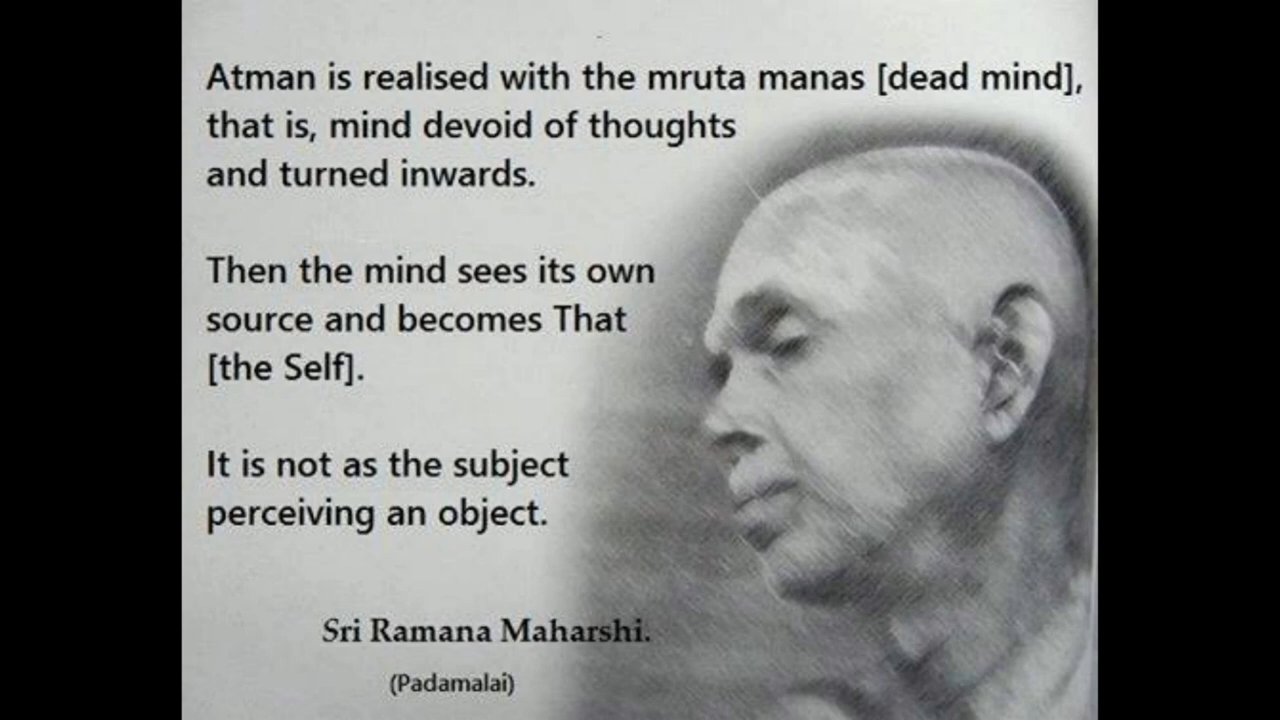 Atman is realised with the mruta manas [dead mind],
that is, mind devoid of thoughts
and turned inwards.
Then the mind sees its own
source and becomes That
[the Self].
It is not as the subject
perceiving an object.
Sri Ramana Maharshi.
(Padamalai)